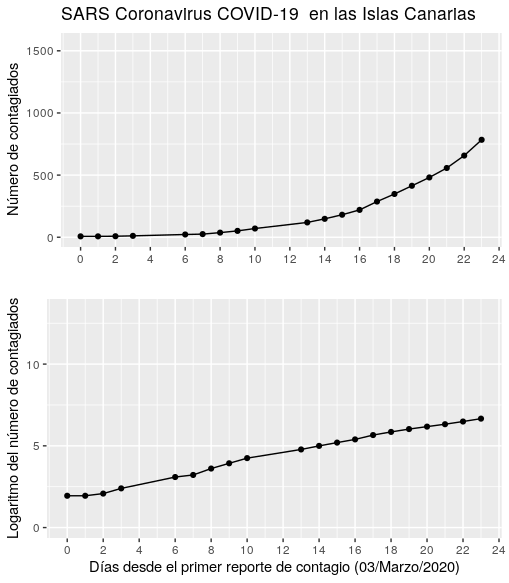 SARS Coronavirus COVID-19  en las Islas Canarias
Número de contagiados
1500
1000
500
0
0 2 4 6 8 10 12 14 16 18 20 22 24
Logaritmo del número de contagiados
10
5
0
0 2 4 6 8 10 12 14 16 18 20 22 24
Días desde el primer reporte de contagio (03/Marzo/2020)